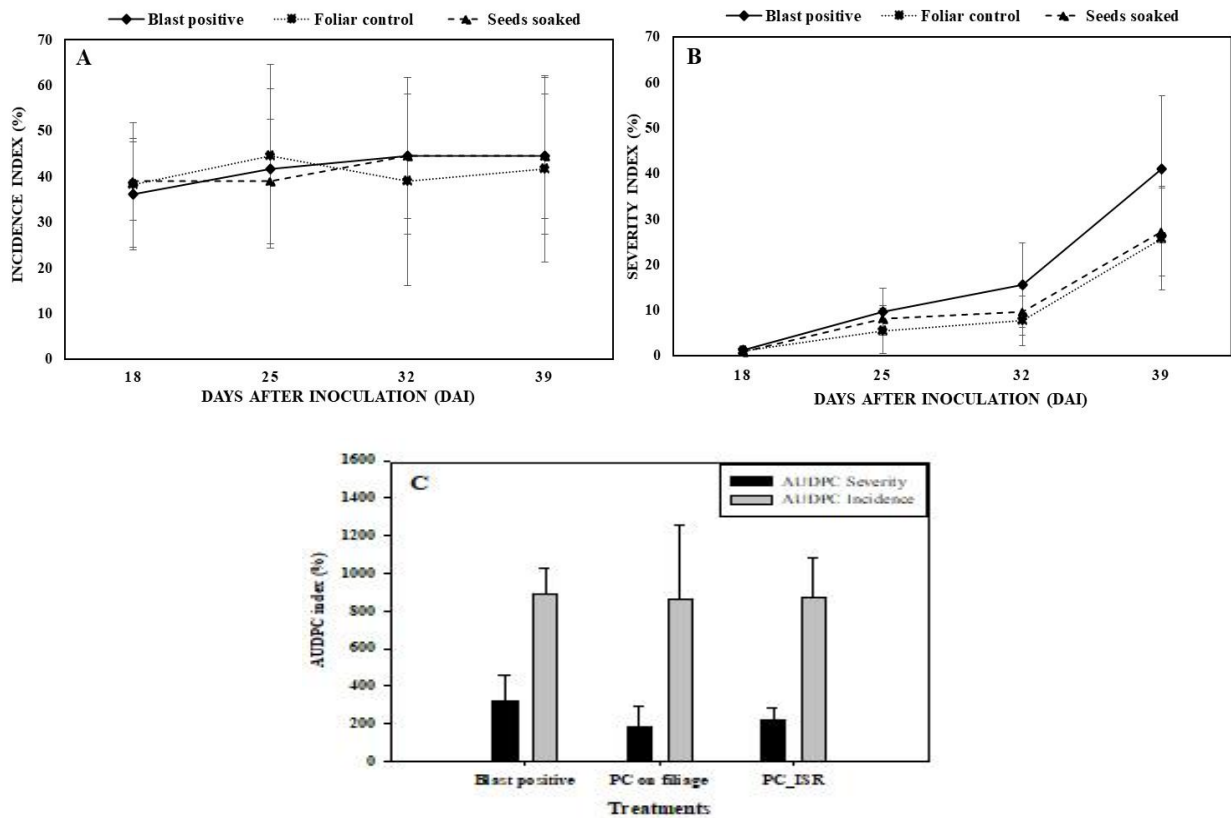 Blast positive Foliar control Seeds soaked
A
INCIDENCE INDEX (%)
70
60
50
40
30
20
10
0
18 25 32 39
DAYS AFTER INOCULATION (DAI)
Blast positive Foliar control Seeds soaked
B
SEVERITY INDEX (%)
70
60
50
40
30
20
10
0
18 25 32 39
DAYS AFTER INOCULATION (DAI)
C
AUDPC Severity
AUDPC Incidence
AUDPC index (%)
1600
1400
1200
1000
800
600
400
200
0
Blast positive PC on filiage PC_ISR
Treatments